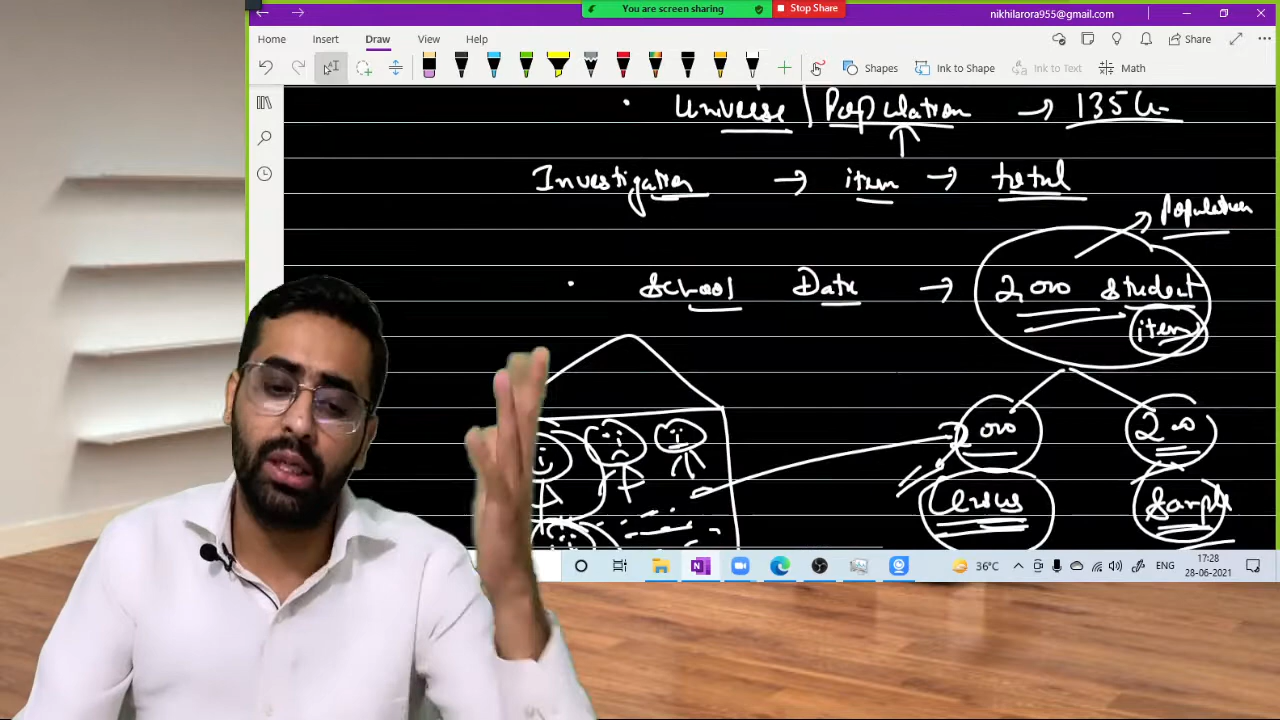 You are screen sharing Stop Share
nikhilarora955@gmail.com
Home Insert Draw View Help Share
Shapes Ink to Shape Ink to Text Math
• Universe | Population → 135 Cr
Investigation → item → total
Population
• School Data → 2000 Student
item
2000 200
Census Sample
36°C ENG 17:28
28-06-2021